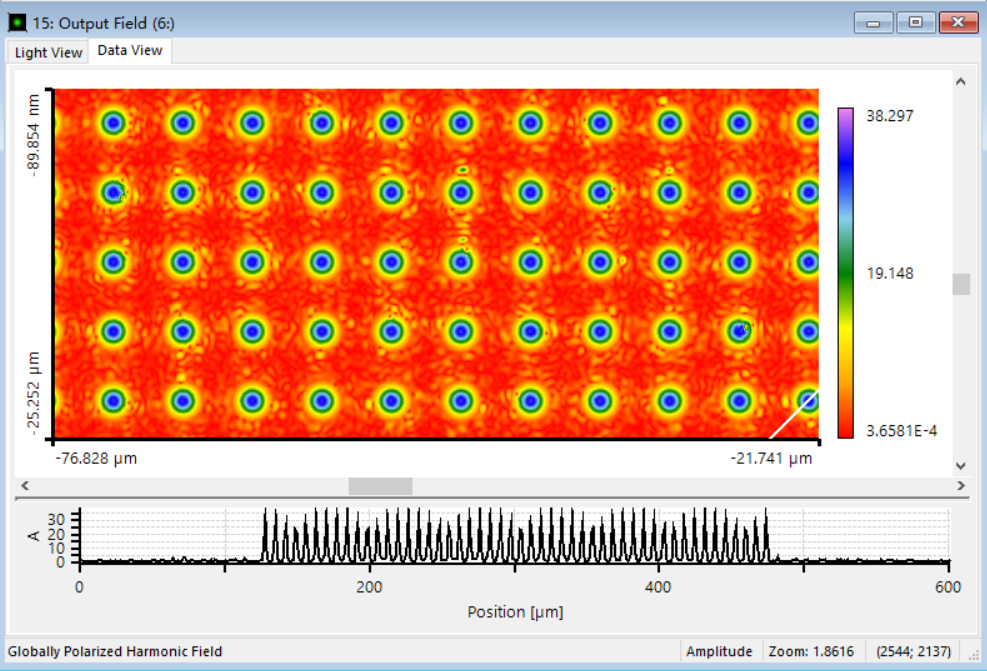 15: Output Field (6:)
Light View
Data View
-89.854 nm
-25.252 µm
-76.828 µm
-21.741 µm
38.297
19.148
3.6581E-4
A
30
20
10
0
0
200
400
600
Position [µm]
Globally Polarized Harmonic Field
Amplitude
Zoom: 1.8616
(2544; 2137)